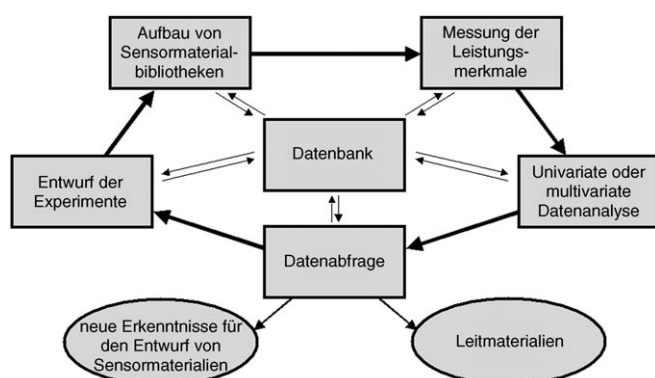 Aufbau von
Sensormaterial-
bibliotheken
Messung der
Leistungs-
merkmale
Datenbank
Entwurf der
Experimente
Univariate oder
multivariate
Datenanalyse
Datenabfrage
neue Erkenntnisse für
den Entwurf von
Sensormaterialien
Leitmaterialien